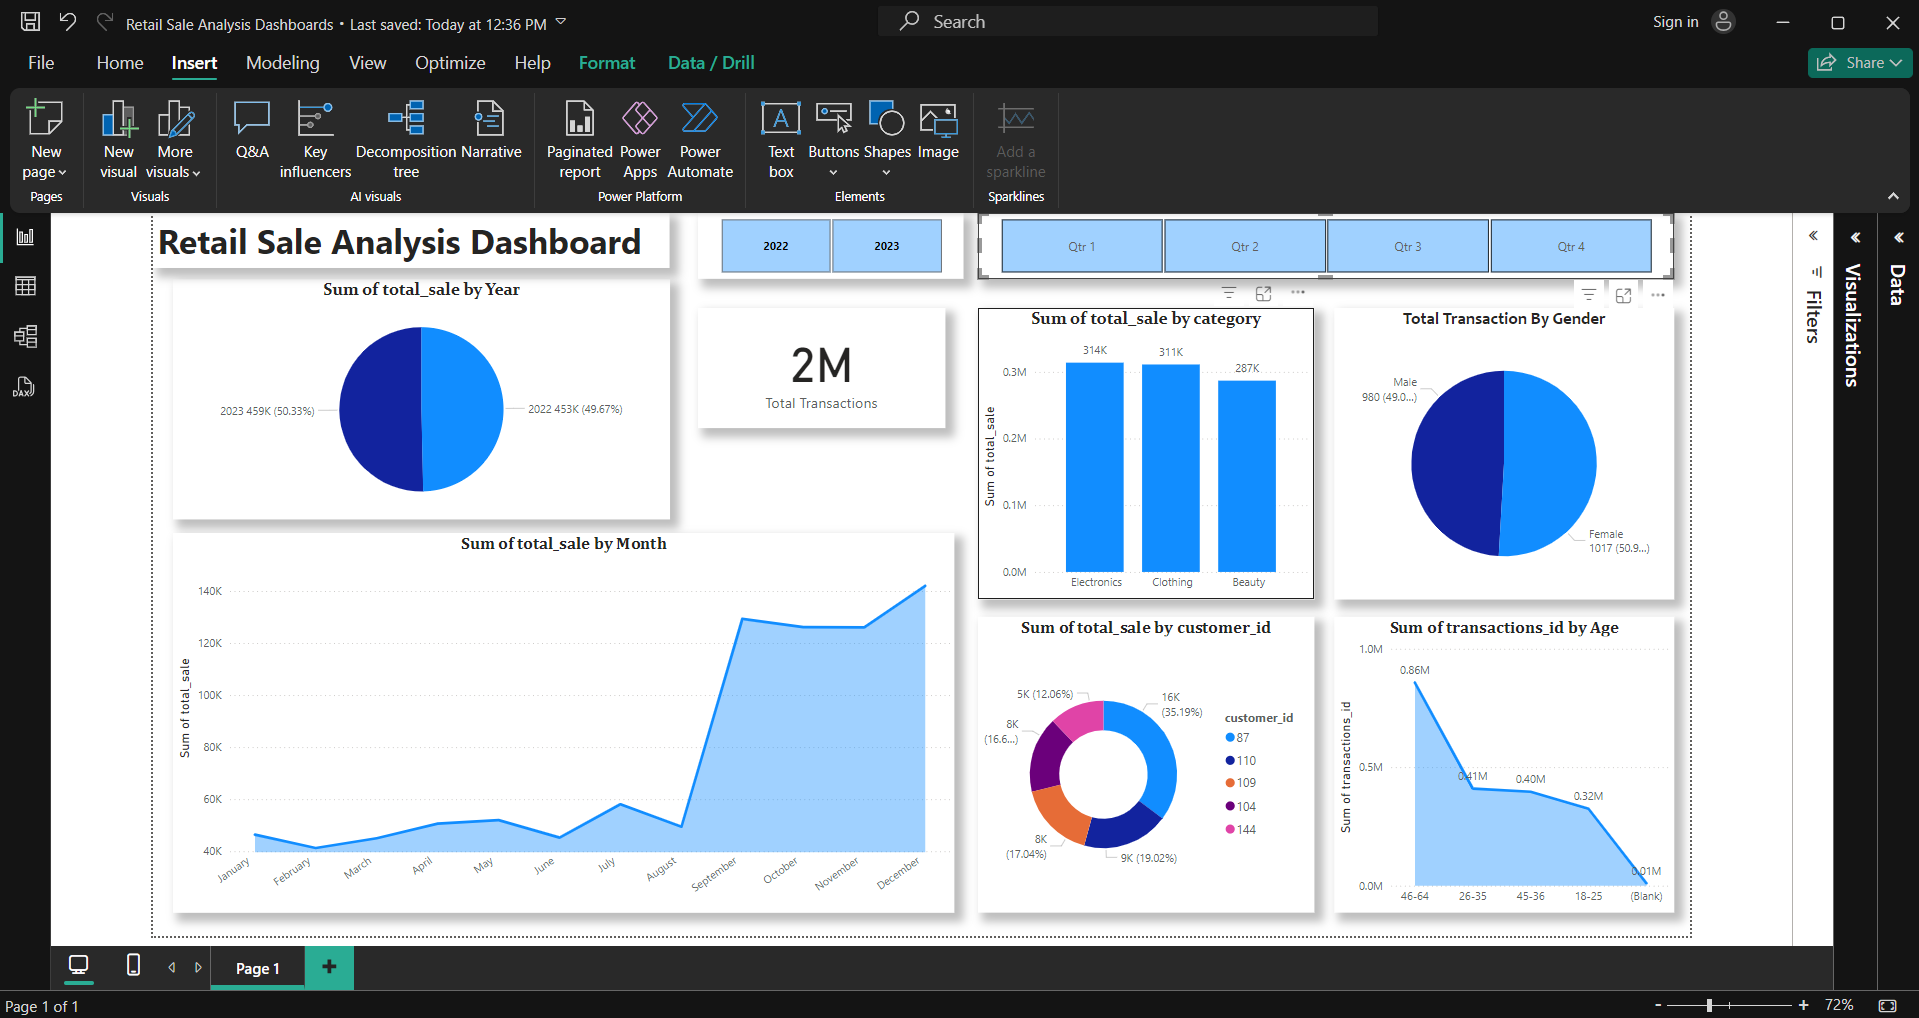 Retail Sale Analysis Dashboards • Last saved: Today at 12:36 PM
Search
Sign in
File Home Insert Modeling View Optimize Help Format Data / Drill
Share
New page
New visual
More visuals
Q&A
Key influencers
Decomposition tree
Narrative
Paginated report
Power Apps
Power Automate
Text box
Buttons
Shapes
Image
Add a sparkline
Pages
Visuals
AI visuals
Power Platform
Elements
Sparklines
DAX
Retail Sale Analysis Dashboard
2022 2023
Qtr 1 Qtr 2 Qtr 3 Qtr 4
Filters
Visualizations
Data
Sum of total_sale by Year
2023 459K (50.33%)
2022 453K (49.67%)
2M
Total Transactions
Sum of total_sale by category
Sum of total_sale
0.3M
0.2M
0.1M
0.0M
314K
311K
287K
Electronics Clothing Beauty
Total Transaction By Gender
Male
980 (49.0...)
Female
1017 (50.9...)
Sum of total_sale by Month
Sum of total_sale
140K
120K
100K
80K
60K
40K
January February March April May June July August September October November December
Sum of total_sale by customer_id
5K (12.06%)
16K
(35.19%)
8K
(16.6...)
8K
(17.04%)
9K (19.02%)
customer_id
87
110
109
104
144
Sum of transactions_id by Age
Sum of transactions_id
1.0M
0.5M
0.0M
0.86M
0.41M
0.40M
0.32M
0.01M
46-64 26-35 45-36 18-25 (Blank)
Page 1
+
Page 1 of 1
- + 72%